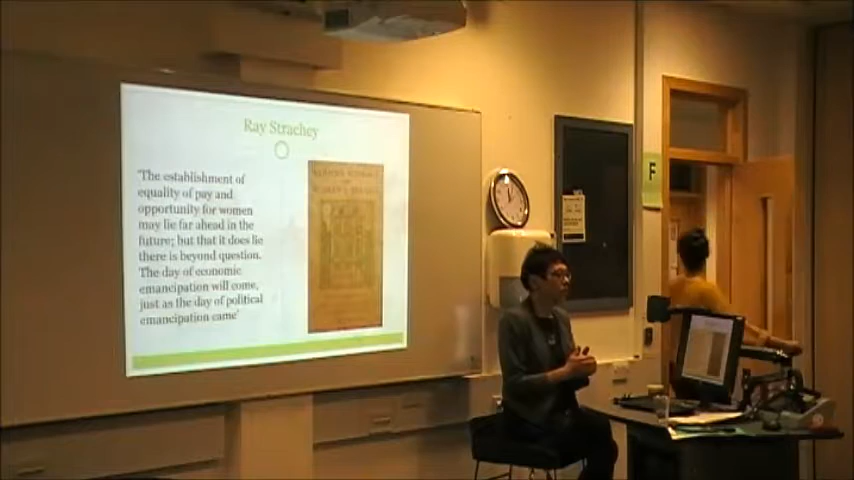 Ray Strachey
'The establishment of
equality of pay and
opportunity for women
may lie far ahead in the
future; but that it does lie
there is beyond question.
The day of economic
emancipation will come,
just as the day of political
emancipation came'
F